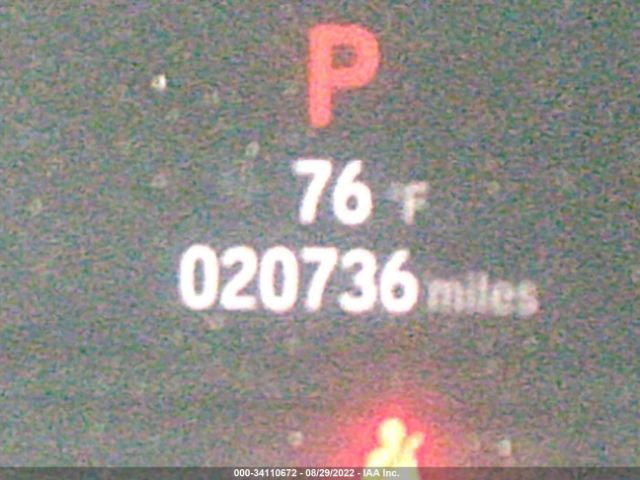 P
76 °F
020736 miles
000-34110672 - 08/29/2022 - IAA Inc.